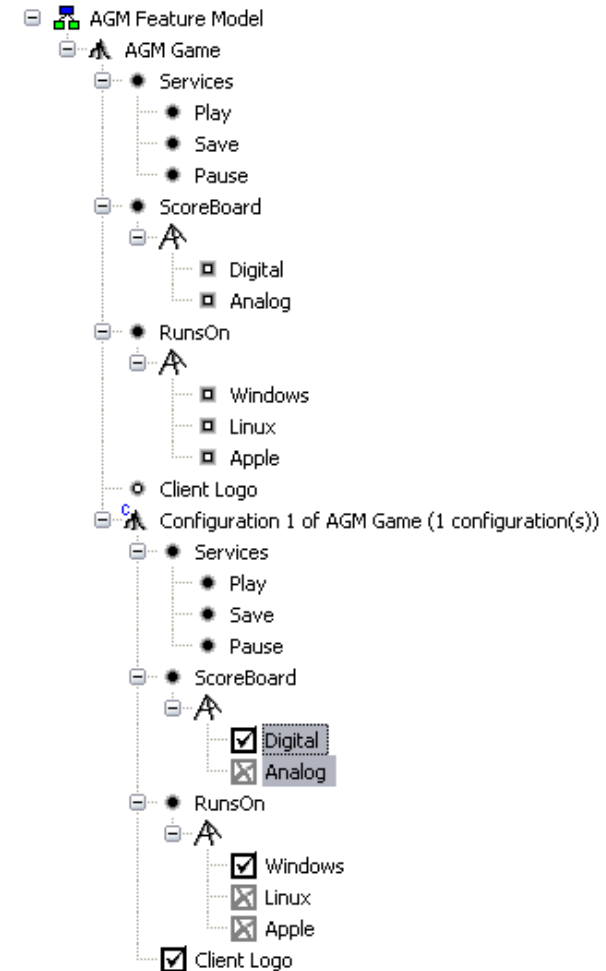 AGM Feature Model
AGM Game
Services
Play
Save
Pause
ScoreBoard
Digital
Analog
RunsOn
Windows
Linux
Apple
Client Logo
C
Configuration 1 of AGM Game (1 configuration(s))
Services
Play
Save
Pause
ScoreBoard
Digital
Analog
RunsOn
Windows
Linux
Apple
Client Logo